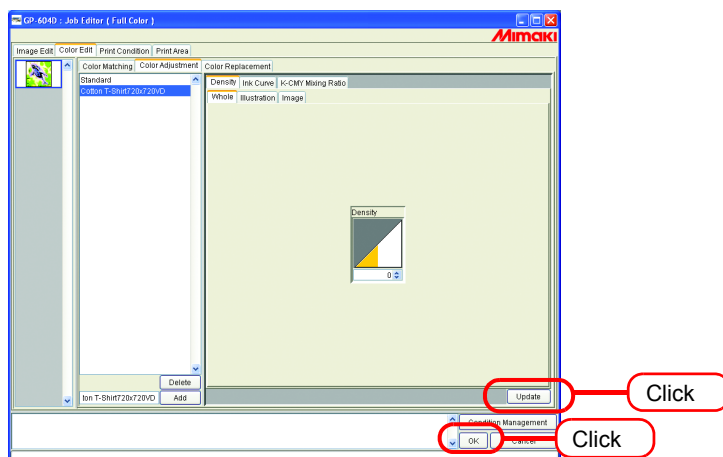 GP-604D : Job Editor ( Full Color )
Mimaki
Image Edit Color Edit Print Condition Print Area
Color Matching Color Adjustment Color Replacement
Standard
Cotton T-Shirt720x720VD
Density Ink Curve K-CMY Mixing Ratio
Whole Illustration Image
Density
0
Delete
ton T-Shirt720x720VD Add
Update
Click
Condition Management
OK Cancel
Click